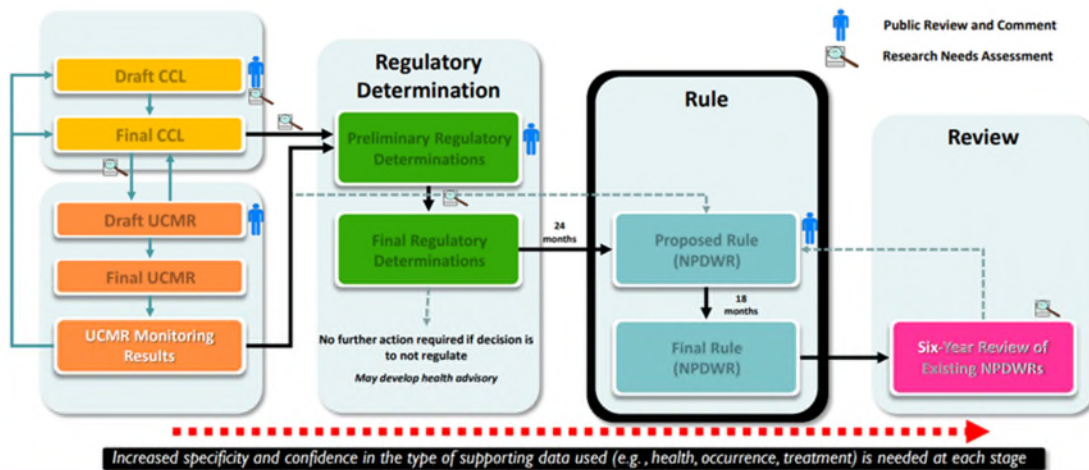 Public Review and Comment
Research Needs Assessment
Draft CCL
Final CCL
Draft UCMR
Final UCMR
UCMR Monitoring
Results
Regulatory
Determination
Preliminary Regulatory
Determinations
Final Regulatory
Determinations
No further action required if decision is
to not regulate
May develop health advisory
24
months
Rule
Proposed Rule
(NPDWR)
18
months
Final Rule
(NPDWR)
Review
Six-Year Review of
Existing NPDWRs
Increased specificity and confidence in the type of supporting data used (e.g., health, occurrence, treatment) is needed at each stage